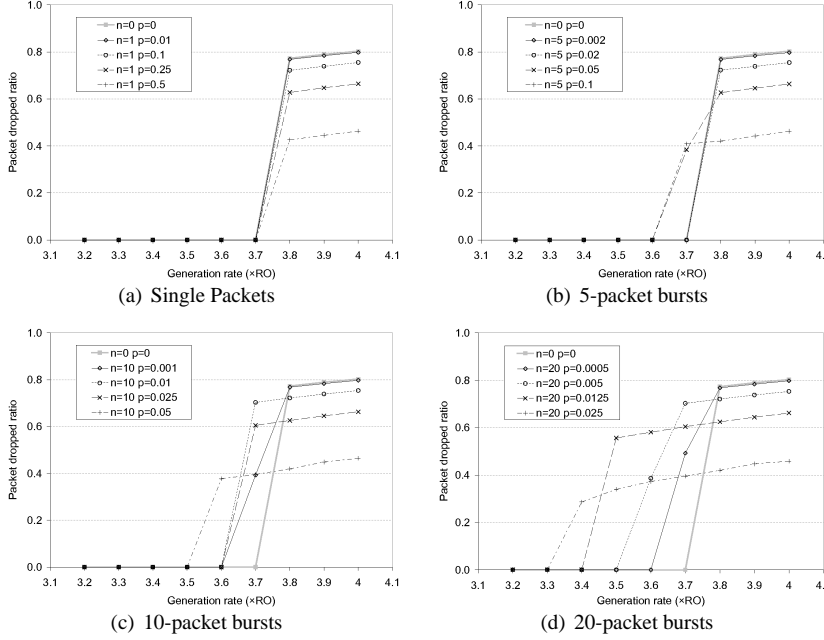 Packet dropped ratio
1.0
0.8
0.6
0.4
0.2
0.0
n=0 p=0
n=1 p=0.01
n=1 p=0.1
n=1 p=0.25
n=1 p=0.5
3.1 3.2 3.3 3.4 3.5 3.6 3.7 3.8 3.9 4 4.1
Generation rate (×RO)
(a) Single Packets
Packet dropped ratio
1.0
0.8
0.6
0.4
0.2
0.0
n=0 p=0
n=5 p=0.002
n=5 p=0.02
n=5 p=0.05
n=5 p=0.1
3.1 3.2 3.3 3.4 3.5 3.6 3.7 3.8 3.9 4 4.1
Generation rate (×RO)
(b) 5-packet bursts
Packet dropped ratio
1.0
0.8
0.6
0.4
0.2
0.0
n=0 p=0
n=10 p=0.001
n=10 p=0.01
n=10 p=0.025
n=10 p=0.05
3.1 3.2 3.3 3.4 3.5 3.6 3.7 3.8 3.9 4 4.1
Generation rate (×RO)
(c) 10-packet bursts
Packet dropped ratio
1.0
0.8
0.6
0.4
0.2
0.0
n=0 p=0
n=20 p=0.0005
n=20 p=0.005
n=20 p=0.0125
n=20 p=0.025
3.1 3.2 3.3 3.4 3.5 3.6 3.7 3.8 3.9 4 4.1
Generation rate (×RO)
(d) 20-packet bursts